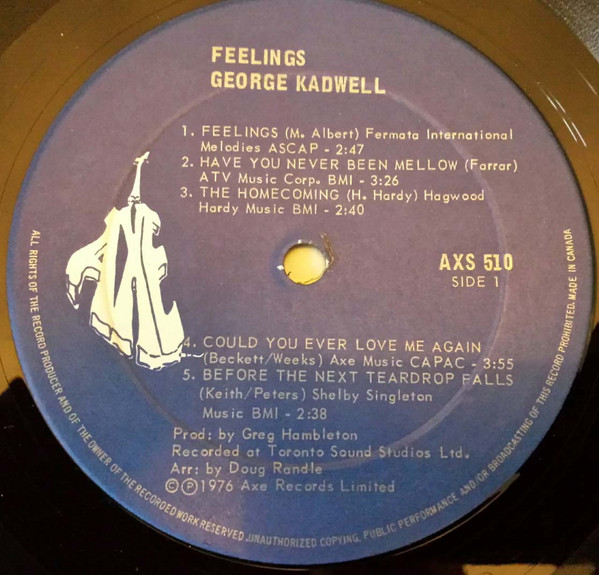 FEELINGS
GEORGE KADWELL
1. FEELINGS (M. Albert) Fermata International
Melodies ASCAP - 2:47
2. HAVE YOU NEVER BEEN MELLOW (Farrar)
ATV Music Corp. BMI - 3:26
3. THE HOMECOMING (H. Hardy) Hagwood
Hardy Music BMI - 2:40
AXE
AXS 510
SIDE 1
4. COULD YOU EVER LOVE ME AGAIN
(Beckett/Weeks) Axe Music CAPAC - 3:55
5. BEFORE THE NEXT TEARDROP FALLS
(Keith/Peters) Shelby Singleton
Music BMI - 2:38
Prod: by Greg Hambleton
Recorded at Toronto Sound Studios Ltd.
Arr: by Doug Randle
©℗1976 Axe Records Limited
ALL RIGHTS OF THE RECORD PRODUCER AND OF THE OWNER OF THE RECORDED WORK RESERVED. UNAUTHORIZED COPYING, PUBLIC PERFORMANCE AND/OR BROADCASTING OF THIS RECORD PROHIBITED. MADE IN CANADA